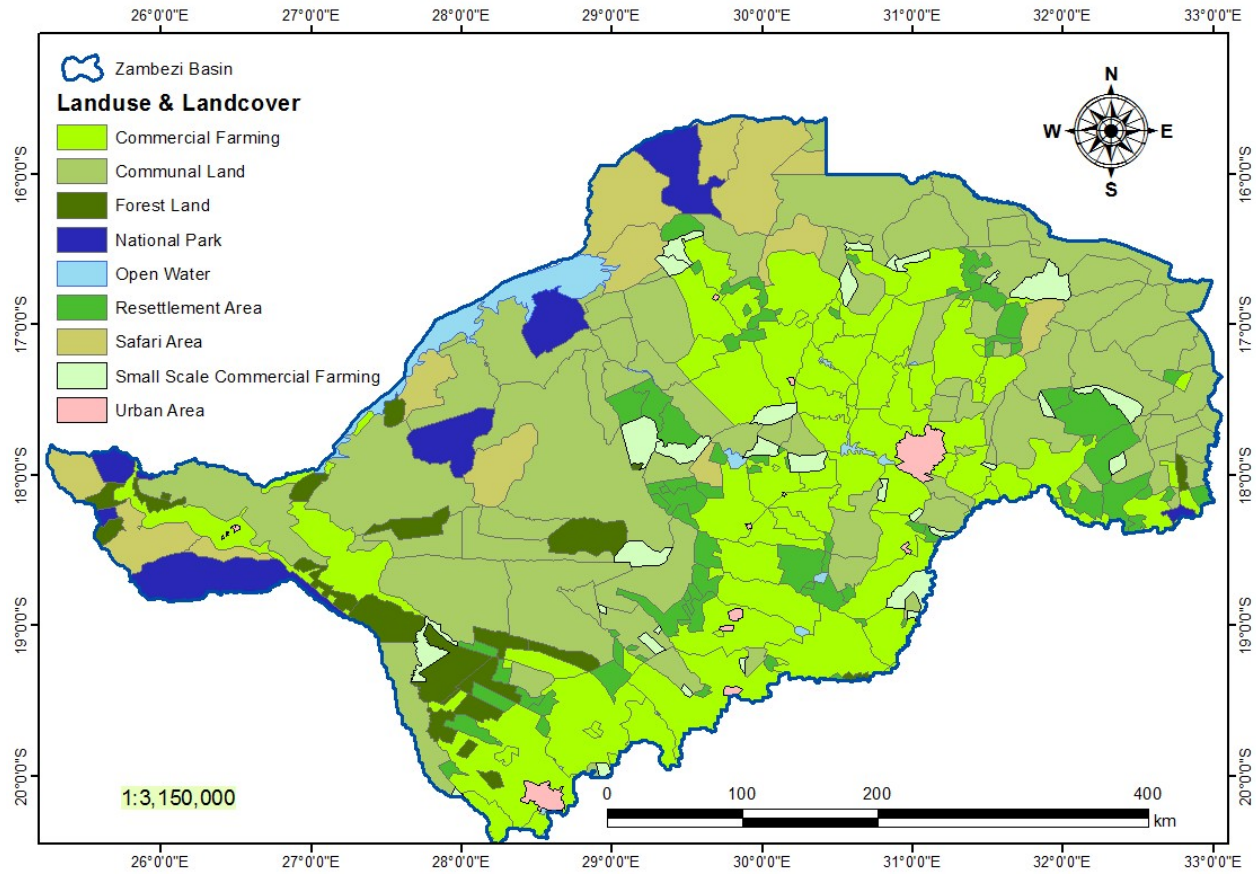 26°0'0"E 27°0'0"E 28°0'0"E 29°0'0"E 30°0'0"E 31°0'0"E 32°0'0"E 33°0'0"E
Zambezi Basin
Landuse & Landcover
Commercial Farming
Communal Land
Forest Land
National Park
Open Water
Resettlement Area
Safari Area
Small Scale Commercial Farming
Urban Area
N
W E
S
16°0'0"S
17°0'0"S
18°0'0"S
19°0'0"S
20°0'0"S
16°0'0"S
17°0'0"S
18°0'0"S
19°0'0"S
20°0'0"S
1:3,150,000
0 100 200 400
km
26°0'0"E 27°0'0"E 28°0'0"E 29°0'0"E 30°0'0"E 31°0'0"E 32°0'0"E 33°0'0"E